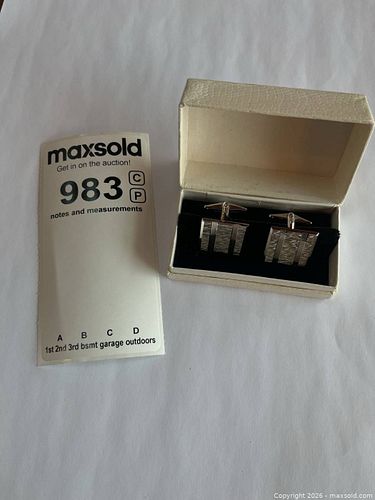 maxsold
Get in on the auction!
983 C
P
notes and measurements
A B C D
1st 2nd 3rd bsmt garage outdoors
Copyright 2026 - maxsold.com